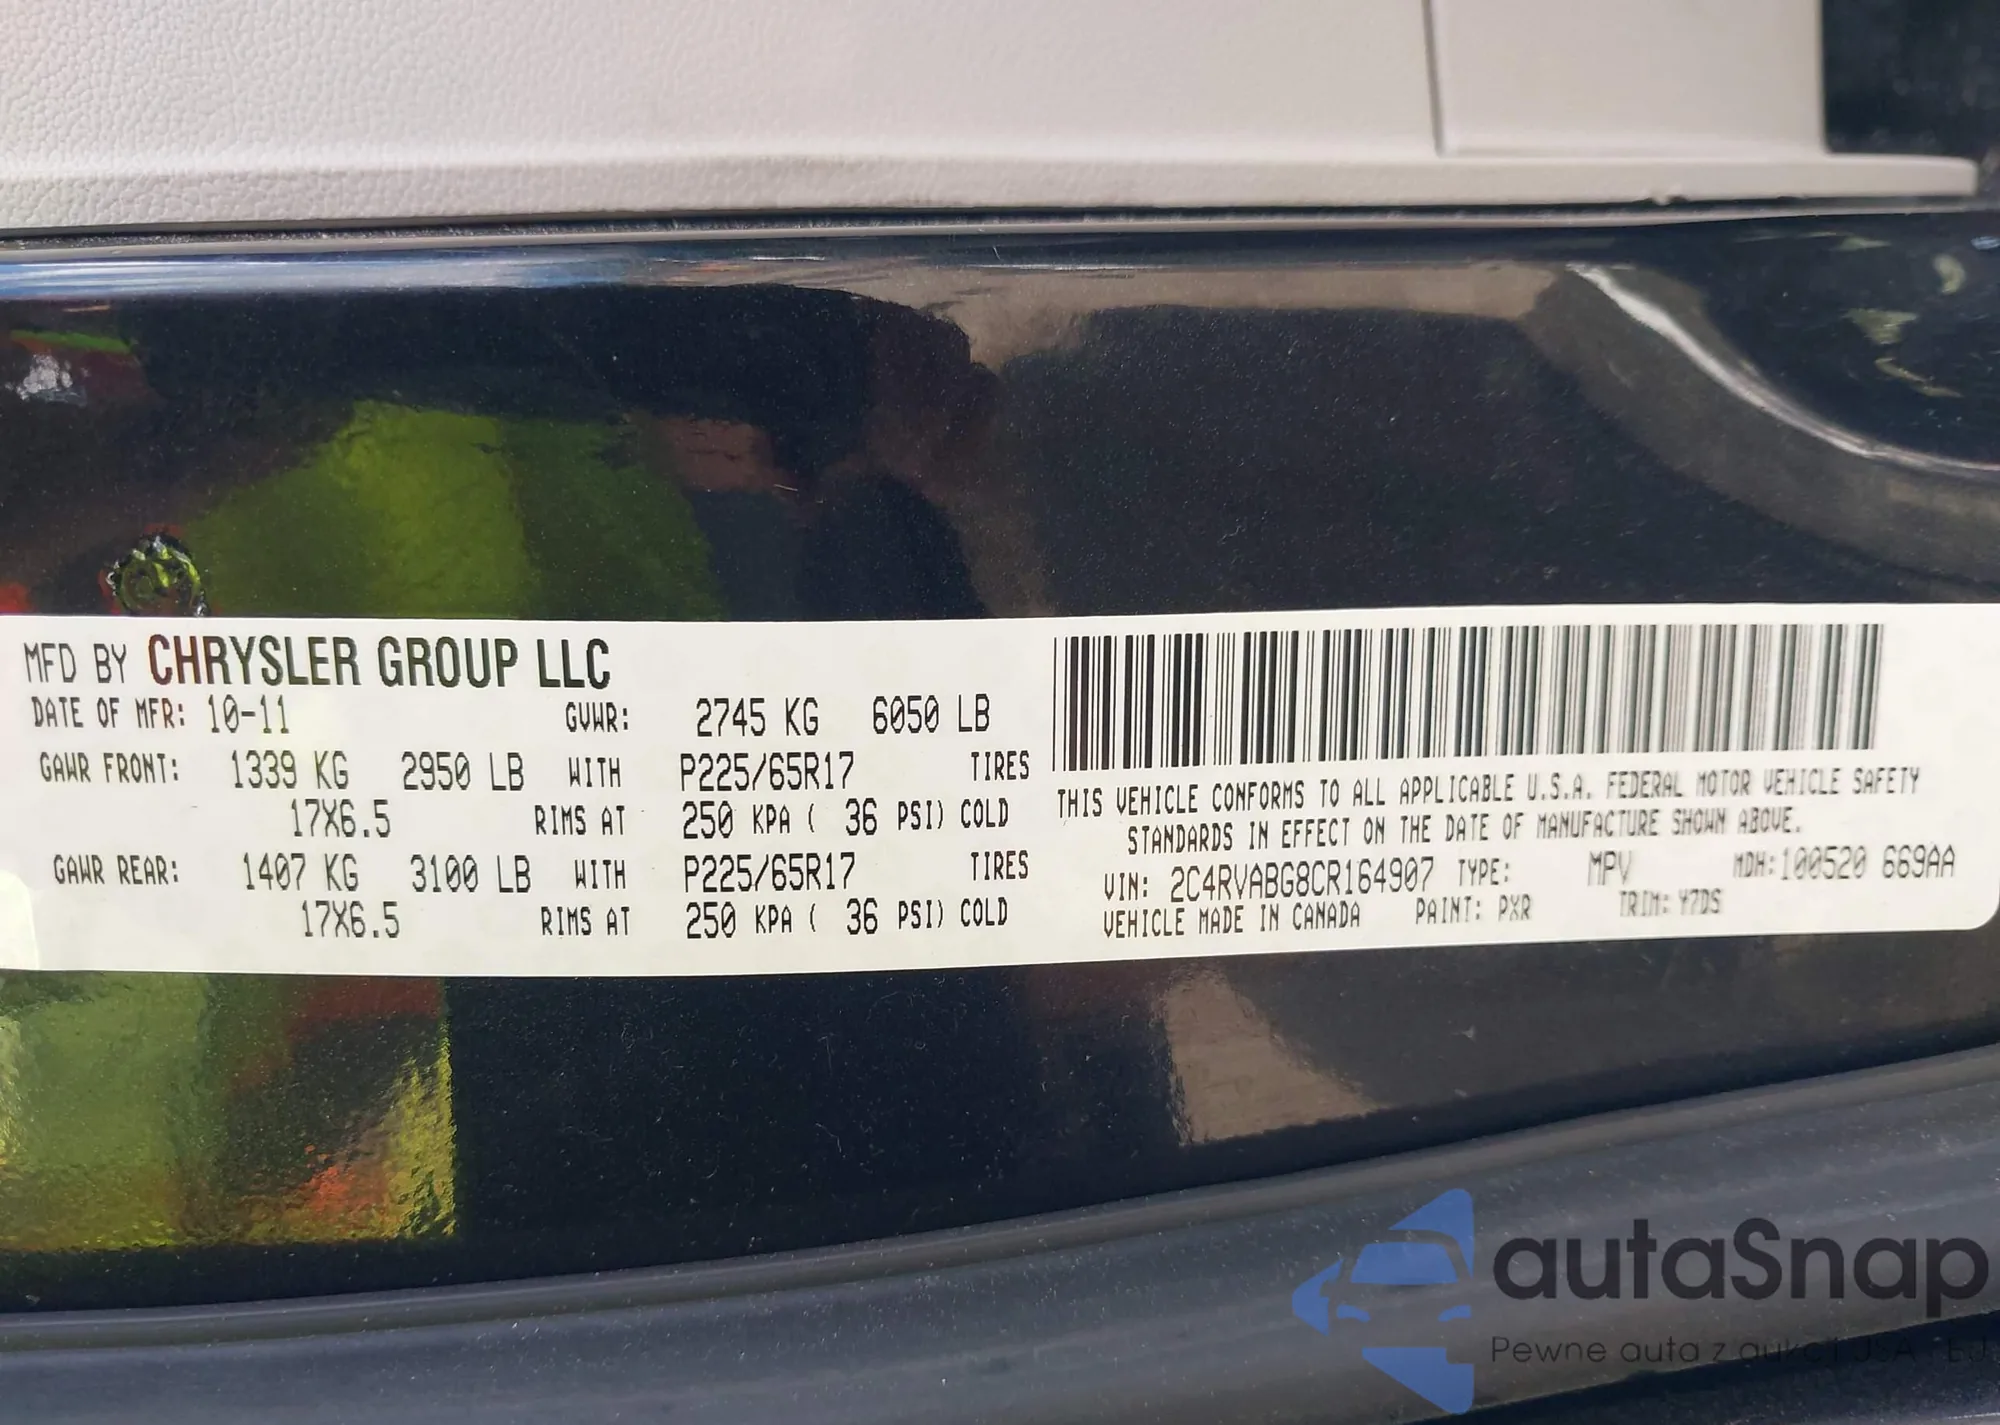 MFD BY CHRYSLER GROUP LLC
DATE OF MFR: 10-11 GVWR: 2745 KG 6050 LB
GAWR FRONT: 1339 KG 2950 LB WITH P225/65R17 TIRES
17X6.5 RIMS AT 250 KPA ( 36 PSI) COLD
GAWR REAR: 1407 KG 3100 LB WITH P225/65R17 TIRES
17X6.5 RIMS AT 250 KPA ( 36 PSI) COLD
THIS VEHICLE CONFORMS TO ALL APPLICABLE U.S.A. FEDERAL MOTOR VEHICLE SAFETY
STANDARDS IN EFFECT ON THE DATE OF MANUFACTURE SHOWN ABOVE.
VIN: 2C4RVABG8CR164907 TYPE: MPV MDH: 100520 669AA
VEHICLE MADE IN CANADA PAINT: PXR TRIM: Y7DS
autaSnap
Pewne auta z aukcji USA